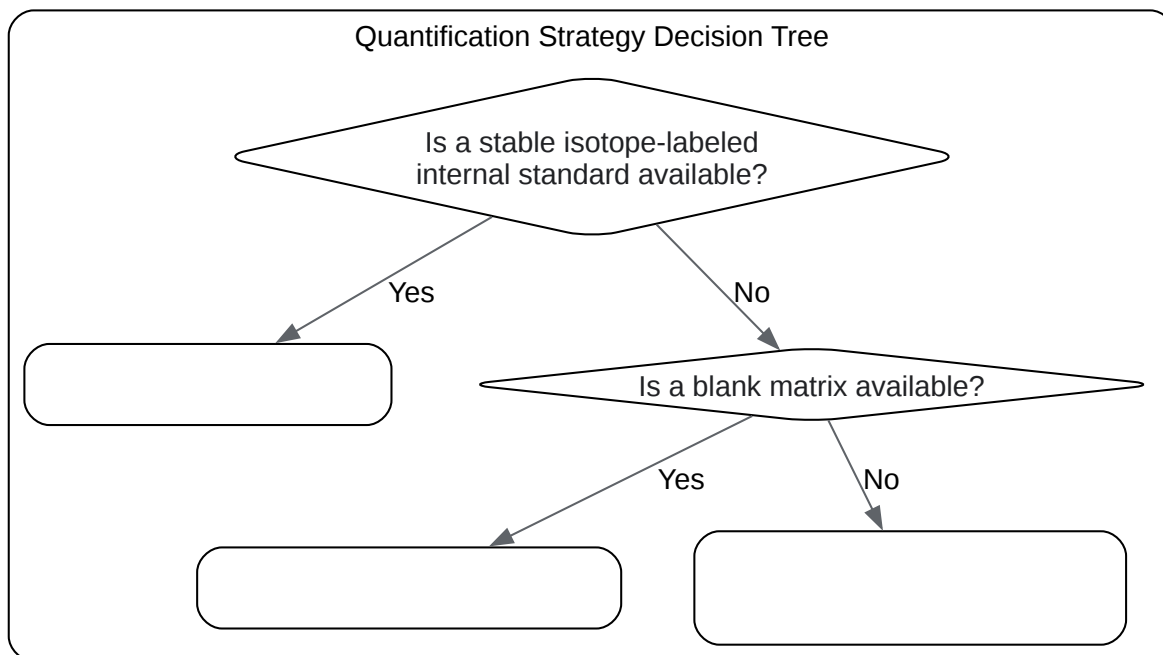 Quantification Strategy Decision Tree
Is a stable isotope-labeled
internal standard available?
Yes
No
Is a blank matrix available?
Yes
No